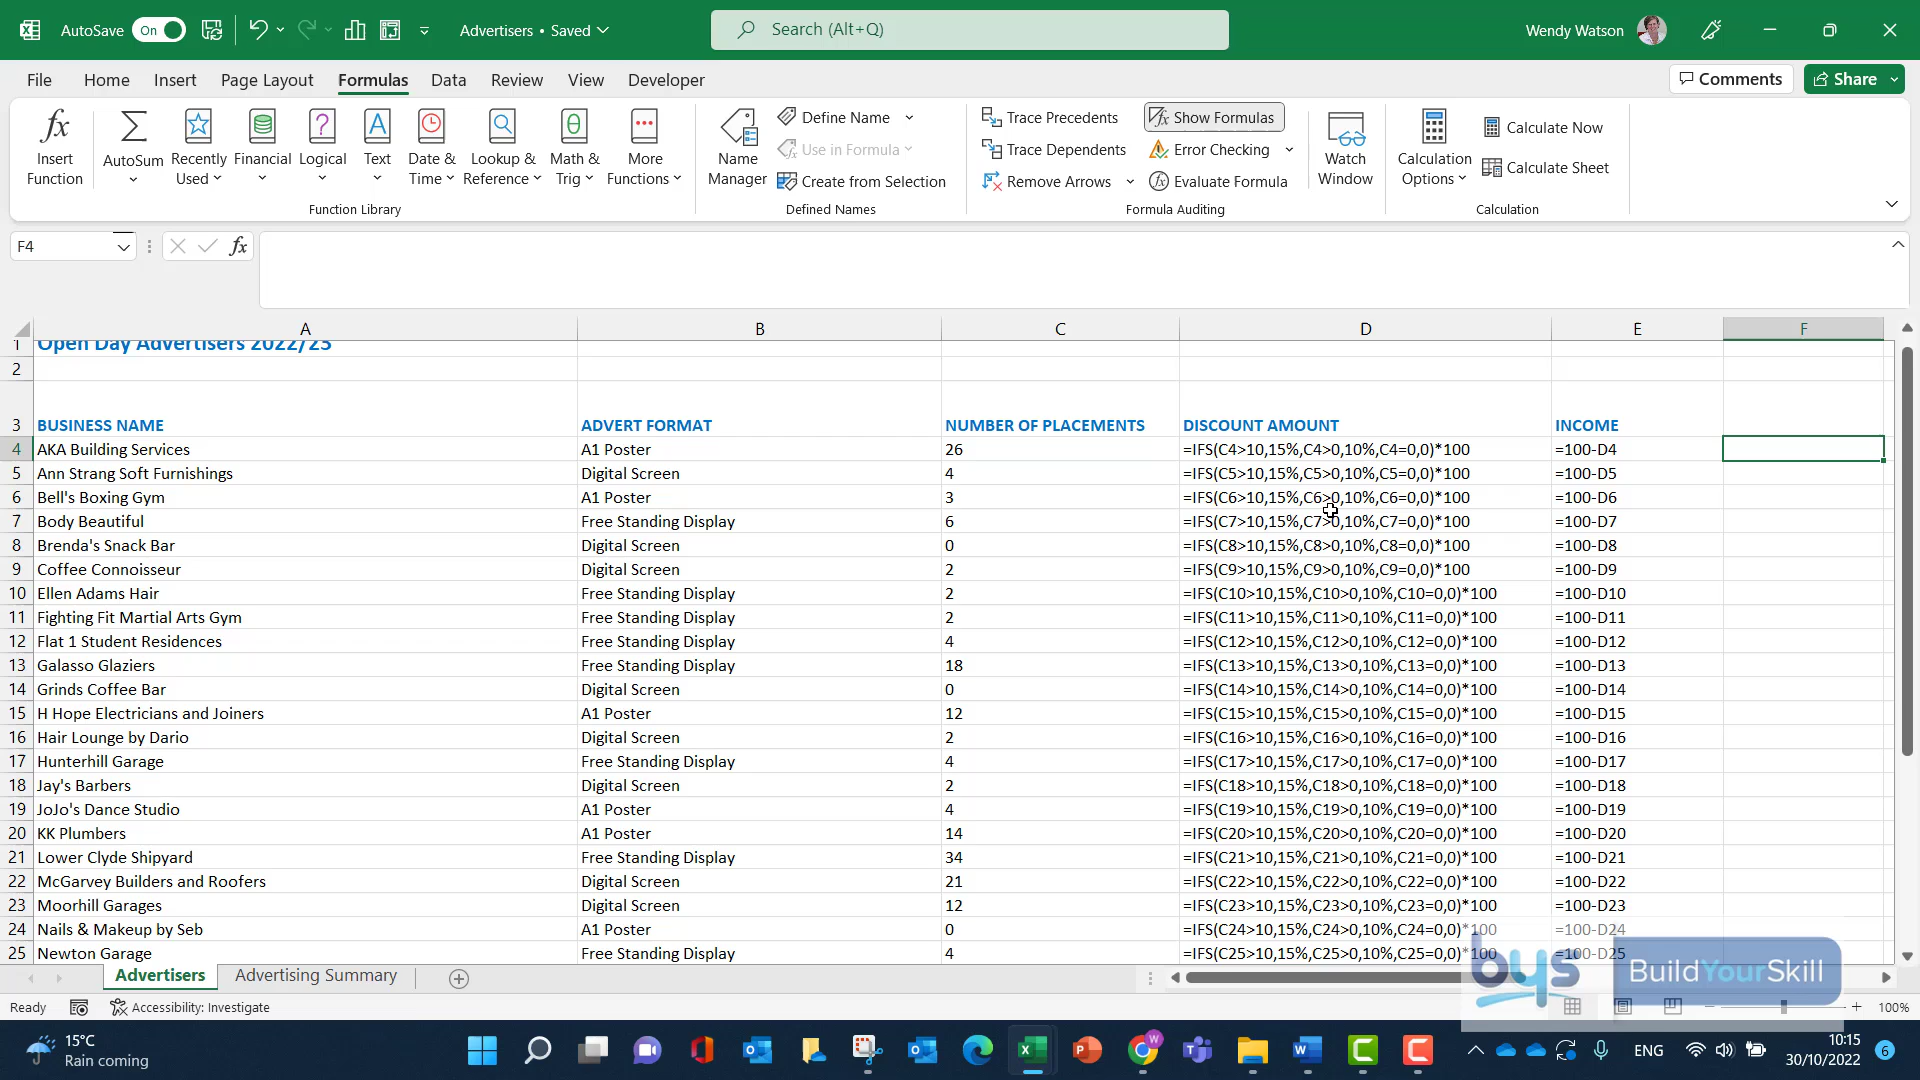 AutoSave On Advertisers • Saved Search (Alt+Q) Wendy Watson
File Home Insert Page Layout Formulas Data Review View Developer Comments Share
Insert Function AutoSum Recently Used Financial Logical Text Date & Time Lookup & Reference Math & Trig More Functions
Function Library
Name Manager Define Name Use in Formula Create from Selection
Defined Names
Trace Precedents Trace Dependents Remove Arrows Show Formulas Error Checking Evaluate Formula
Formula Auditing
Watch Window
Calculation Options Calculate Now Calculate Sheet
Calculation
F4 fx
A B C D E F
1 Open Day Advertisers 2022/23
2
3 BUSINESS NAME ADVERT FORMAT NUMBER OF PLACEMENTS DISCOUNT AMOUNT INCOME
4 AKA Building Services A1 Poster 26 =IFS(C4>10,15%,C4>0,10%,C4=0,0)*100 =100-D4
5 Ann Strang Soft Furnishings Digital Screen 4 =IFS(C5>10,15%,C5>0,10%,C5=0,0)*100 =100-D5
6 Bell's Boxing Gym A1 Poster 3 =IFS(C6>10,15%,C6>0,10%,C6=0,0)*100 =100-D6
7 Body Beautiful Free Standing Display 6 =IFS(C7>10,15%,C7>0,10%,C7=0,0)*100 =100-D7
8 Brenda's Snack Bar Digital Screen 0 =IFS(C8>10,15%,C8>0,10%,C8=0,0)*100 =100-D8
9 Coffee Connoisseur Digital Screen 2 =IFS(C9>10,15%,C9>0,10%,C9=0,0)*100 =100-D9
10 Ellen Adams Hair Free Standing Display 2 =IFS(C10>10,15%,C10>0,10%,C10=0,0)*100 =100-D10
11 Fighting Fit Martial Arts Gym Free Standing Display 2 =IFS(C11>10,15%,C11>0,10%,C11=0,0)*100 =100-D11
12 Flat 1 Student Residences Free Standing Display 4 =IFS(C12>10,15%,C12>0,10%,C12=0,0)*100 =100-D12
13 Galasso Glaziers Free Standing Display 18 =IFS(C13>10,15%,C13>0,10%,C13=0,0)*100 =100-D13
14 Grinds Coffee Bar Digital Screen 0 =IFS(C14>10,15%,C14>0,10%,C14=0,0)*100 =100-D14
15 H Hope Electricians and Joiners A1 Poster 12 =IFS(C15>10,15%,C15>0,10%,C15=0,0)*100 =100-D15
16 Hair Lounge by Dario Digital Screen 2 =IFS(C16>10,15%,C16>0,10%,C16=0,0)*100 =100-D16
17 Hunterhill Garage Free Standing Display 4 =IFS(C17>10,15%,C17>0,10%,C17=0,0)*100 =100-D17
18 Jay's Barbers Digital Screen 2 =IFS(C18>10,15%,C18>0,10%,C18=0,0)*100 =100-D18
19 JoJo's Dance Studio A1 Poster 4 =IFS(C19>10,15%,C19>0,10%,C19=0,0)*100 =100-D19
20 KK Plumbers A1 Poster 14 =IFS(C20>10,15%,C20>0,10%,C20=0,0)*100 =100-D20
21 Lower Clyde Shipyard Free Standing Display 34 =IFS(C21>10,15%,C21>0,10%,C21=0,0)*100 =100-D21
22 McGarvey Builders and Roofers Digital Screen 21 =IFS(C22>10,15%,C22>0,10%,C22=0,0)*100 =100-D22
23 Moorhill Garages Digital Screen 12 =IFS(C23>10,15%,C23>0,10%,C23=0,0)*100 =100-D23
24 Nails & Makeup by Seb A1 Poster 0 =IFS(C24>10,15%,C24>0,10%,C24=0,0)*100 =100-D24
25 Newton Garage Free Standing Display 4 =IFS(C25>10,15%,C25>0,10%,C25=0,0)*100 =100-D25
Advertisers Advertising Summary
bys BuildYourSkill
Ready Accessibility: Investigate 100%
15°C
Rain coming
ENG
10:15
30/10/2022
6